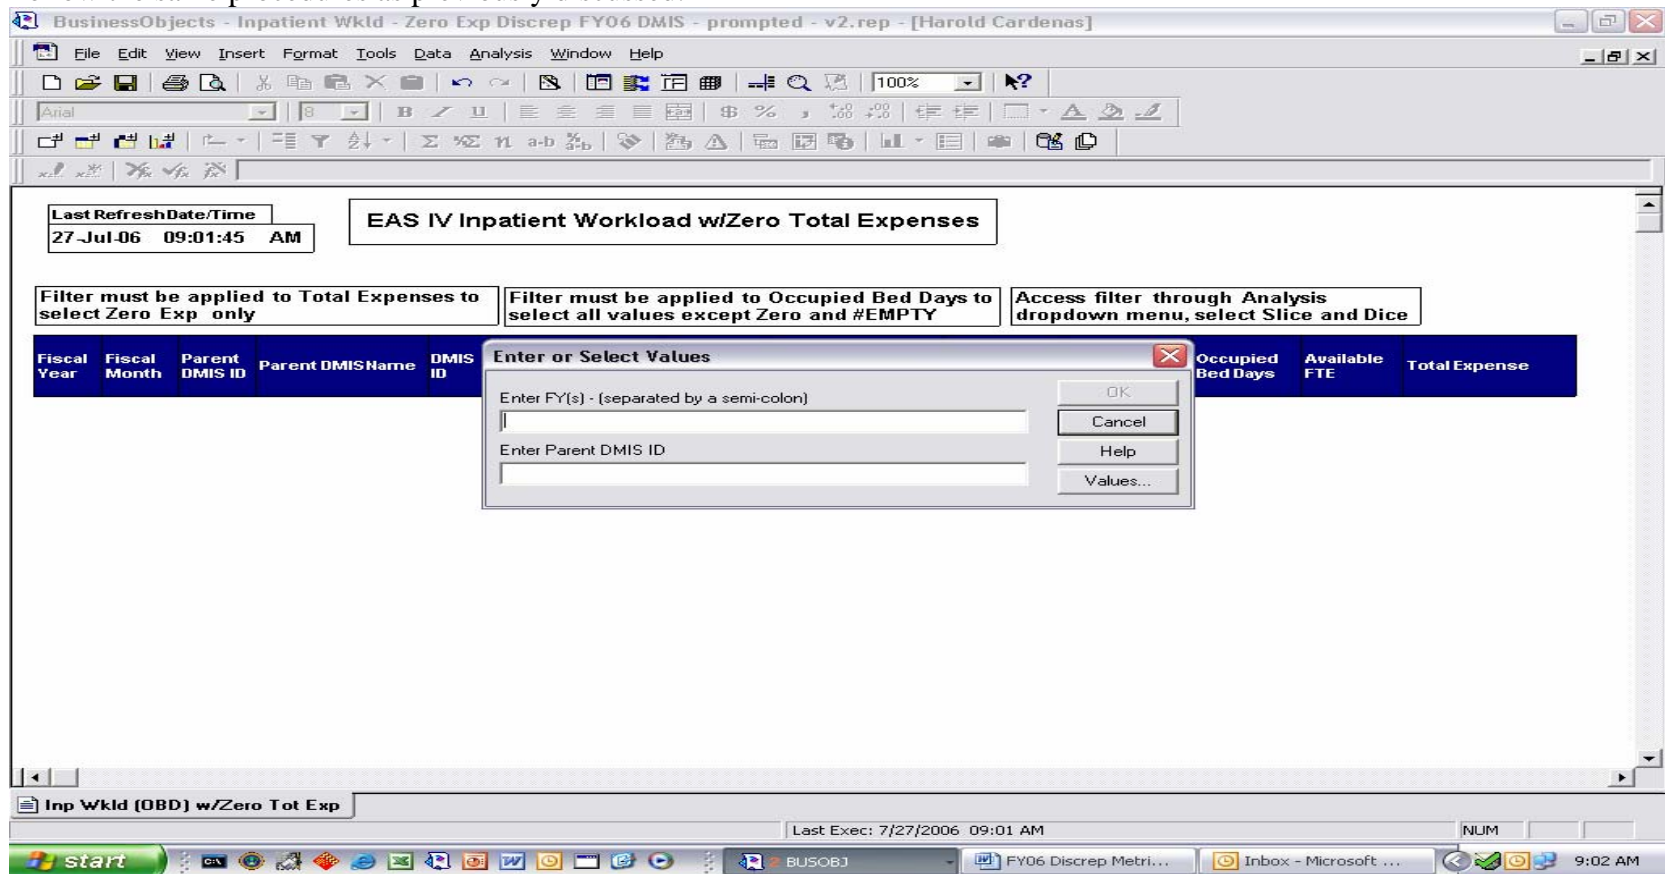 BusinessObjects - Inpatient Wkld - Zero Exp Discrep FY06 DMIS - prompted - v2.rep - [Harold Cardenas]
File Edit View Insert Format Tools Data Analysis Window Help
100%
Arial 8
Last Refresh Date/Time
27-Jul-06 09:01:45 AM
EAS IV Inpatient Workload w/Zero Total Expenses
Filter must be applied to Total Expenses to
select Zero Exp only
Filter must be applied to Occupied Bed Days to
select all values except Zero and #EMPTY
Access filter through Analysis
dropdown menu, select Slice and Dice
Fiscal Year
Fiscal Month
Parent DMIS ID
Parent DMIS Name
DMIS ID
Occupied Bed Days
Available FTE
Total Expense
Enter or Select Values
Enter FY(s) - (separated by a semi-colon)
OK
Cancel
Enter Parent DMIS ID
Help
Values...
Inp Wkld (OBD) w/Zero Tot Exp
Last Exec: 7/27/2006 09:01 AM
NUM
start
2 BUSOBJ
FY06 Discrep Metri...
Inbox - Microsoft ...
9:02 AM